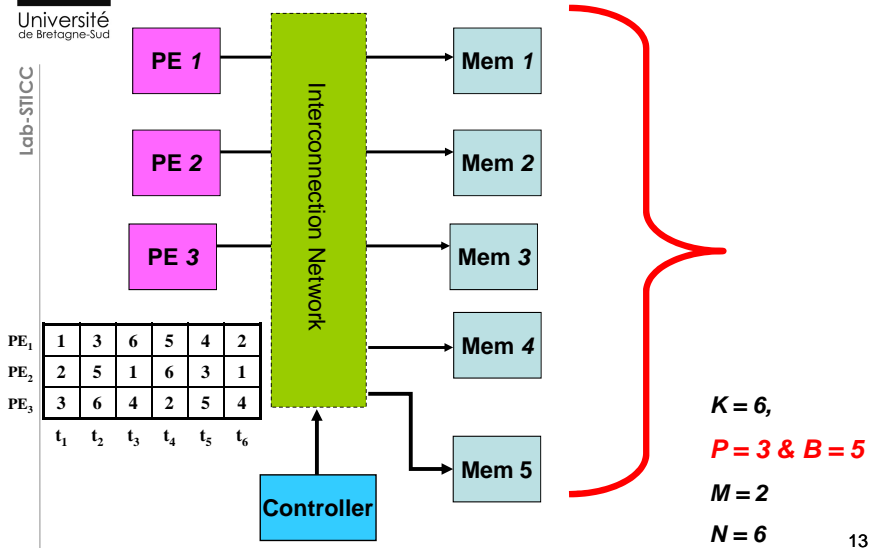 Université
de Bretagne-Sud
Lab-STICC
PE 1
PE 2
PE 3
Interconnection Network
Mem 1
Mem 2
Mem 3
Mem 4
Mem 5
PE1 1 3 6 5 4 2
PE2 2 5 1 6 3 1
PE3 3 6 4 2 5 4
t1 t2 t3 t4 t5 t6
Controller
K = 6,
P = 3 & B = 5
M = 2
N = 6
13